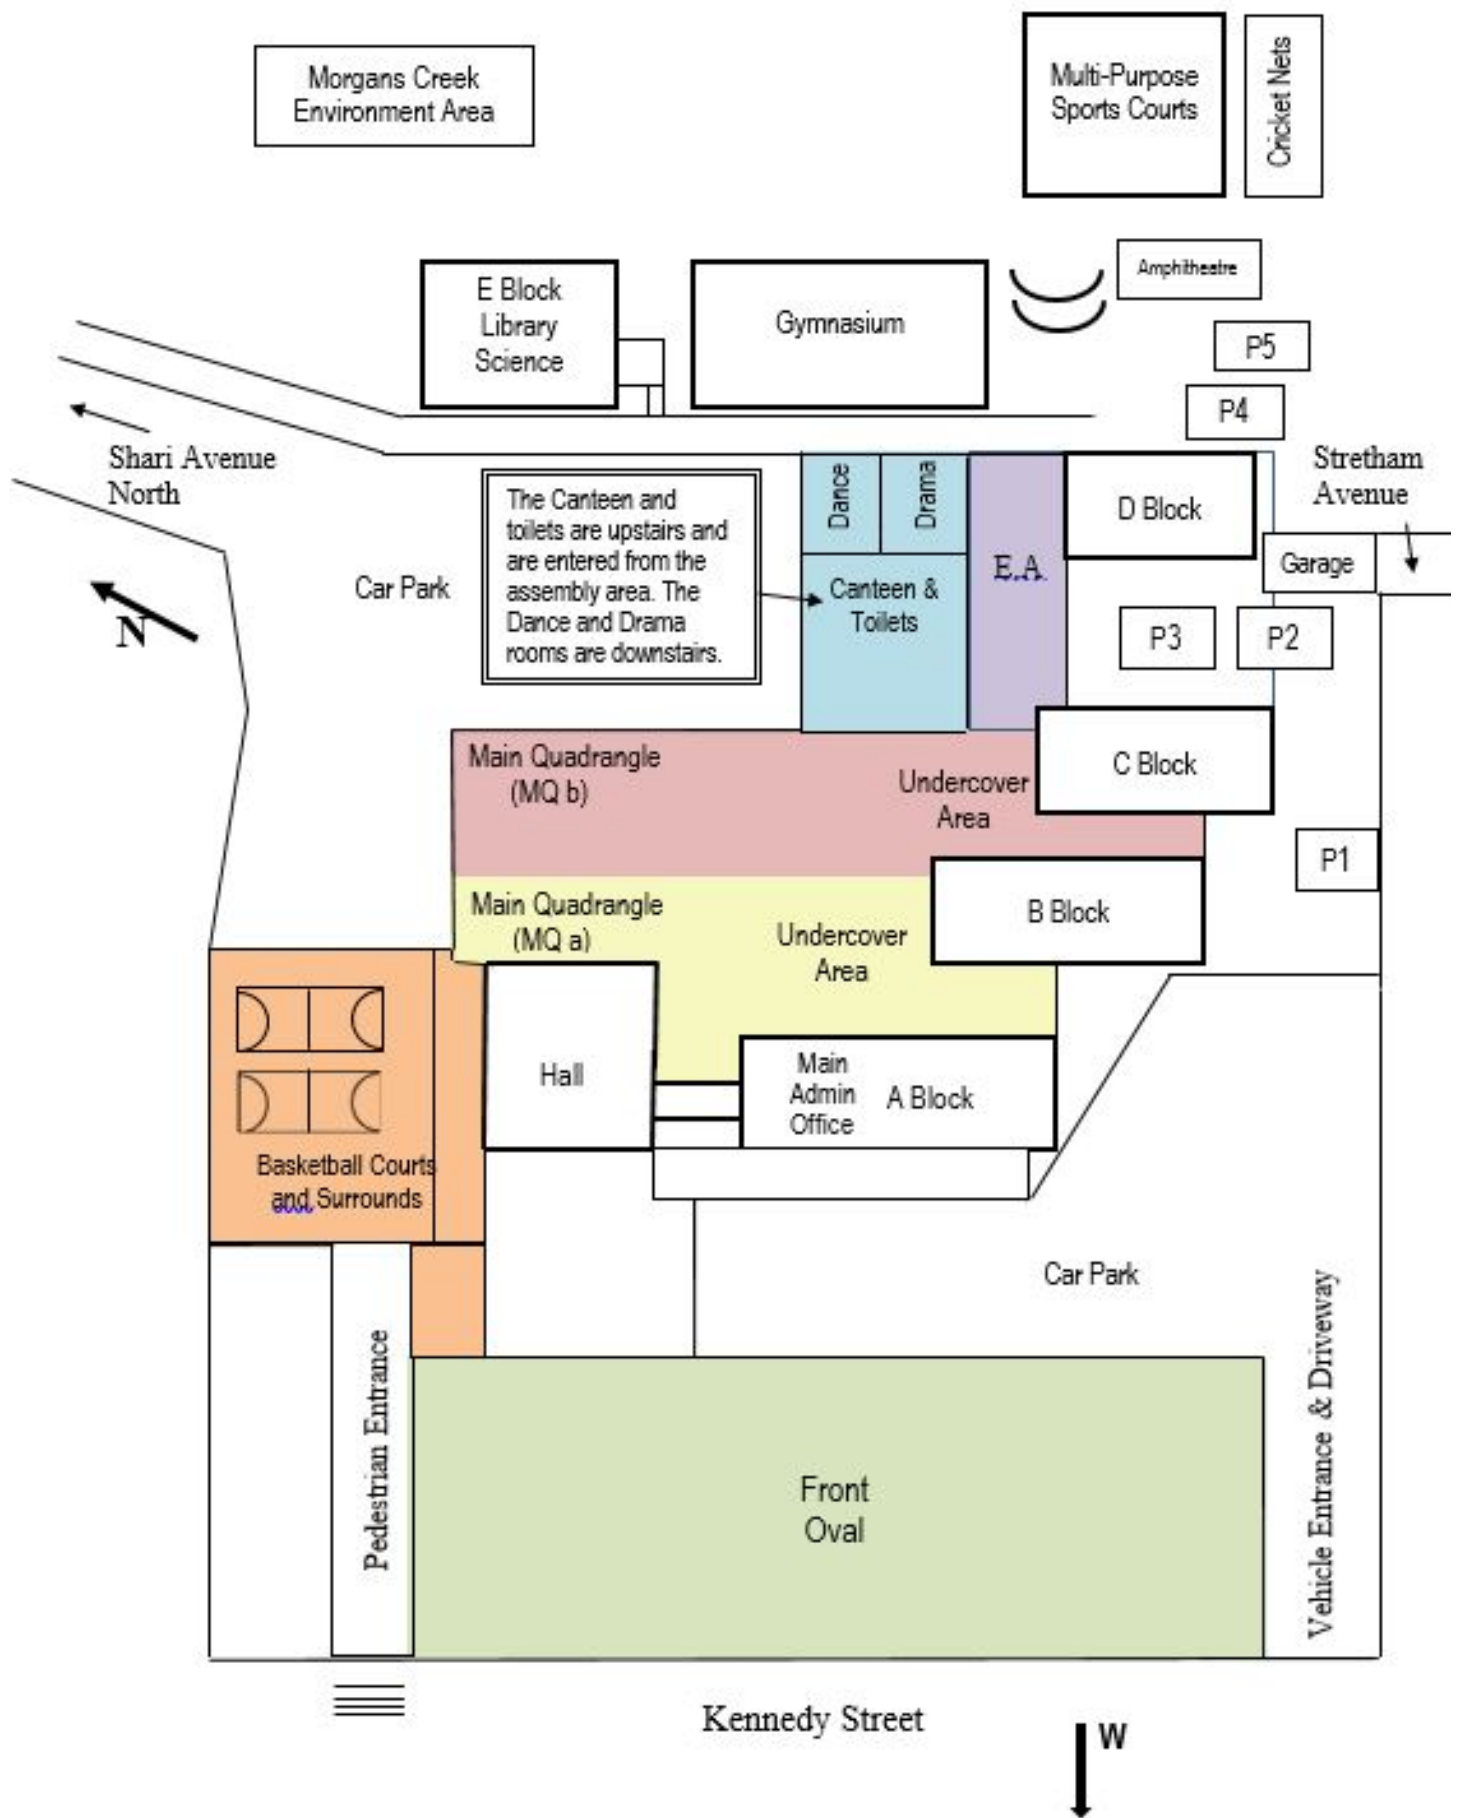 Morgans Creek
Environment Area
Multi-Purpose
Sports Courts
Cricket Nets
E Block
Library
Science
Gymnasium
Amphitheatre
P5
P4
Shari Avenue
North
Stretham
Avenue
The Canteen and
toilets are upstairs and
are entered from the
assembly area. The
Dance and Drama
rooms are downstairs.
Dance
Drama
D Block
E.A
Garage
Car Park
Canteen &
Toilets
N
P3
P2
Main Quadrangle
(MQ b)
Undercover
Area
C Block
P1
Main Quadrangle
(MQ a)
Undercover
Area
B Block
Hall
Main
Admin
Office
A Block
Basketball Courts
and Surrounds
Car Park
Pedestrian Entrance
Vehicle Entrance & Driveway
Front
Oval
Kennedy Street
W